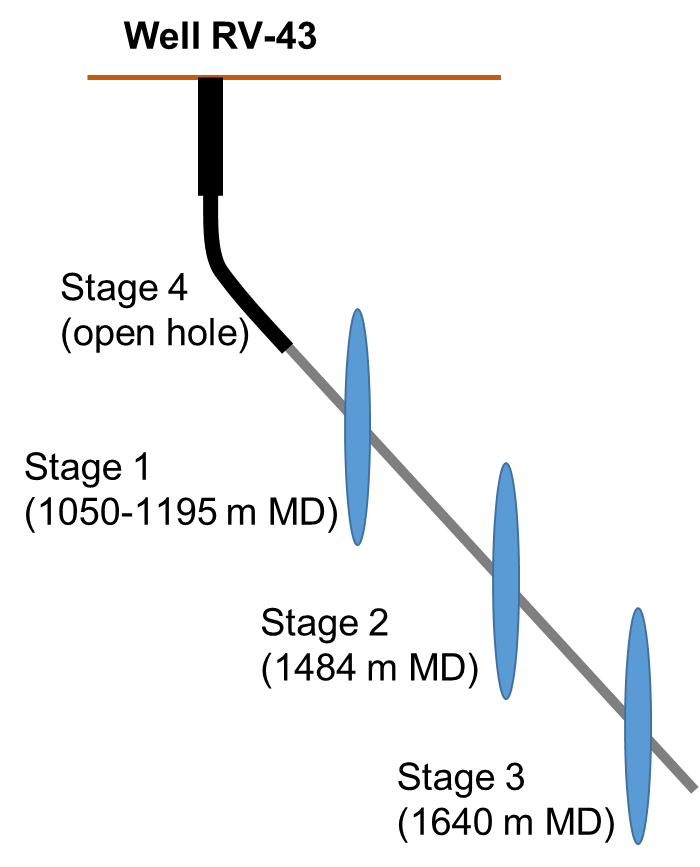 Well RV-43
Stage 4
(open hole)
Stage 1
(1050-1195 m MD)
Stage 2
(1484 m MD)
Stage 3
(1640 m MD)